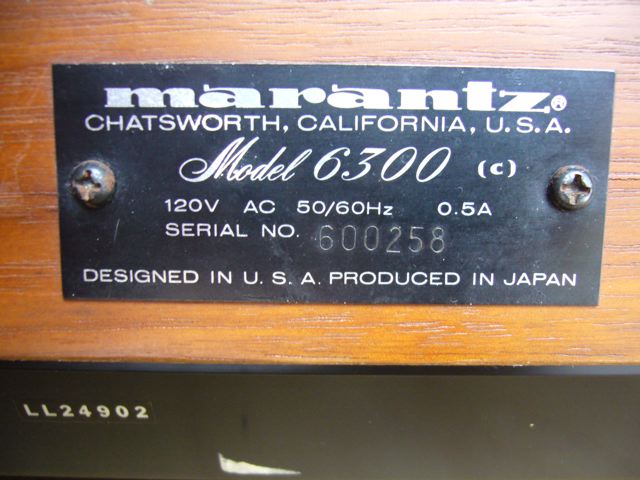 marantz®
CHATSWORTH, CALIFORNIA, U.S.A.
Model 6300 (C)
120V AC 50/60Hz 0.5A
SERIAL NO. 600258
DESIGNED IN U.S.A. PRODUCED IN JAPAN
LL24902